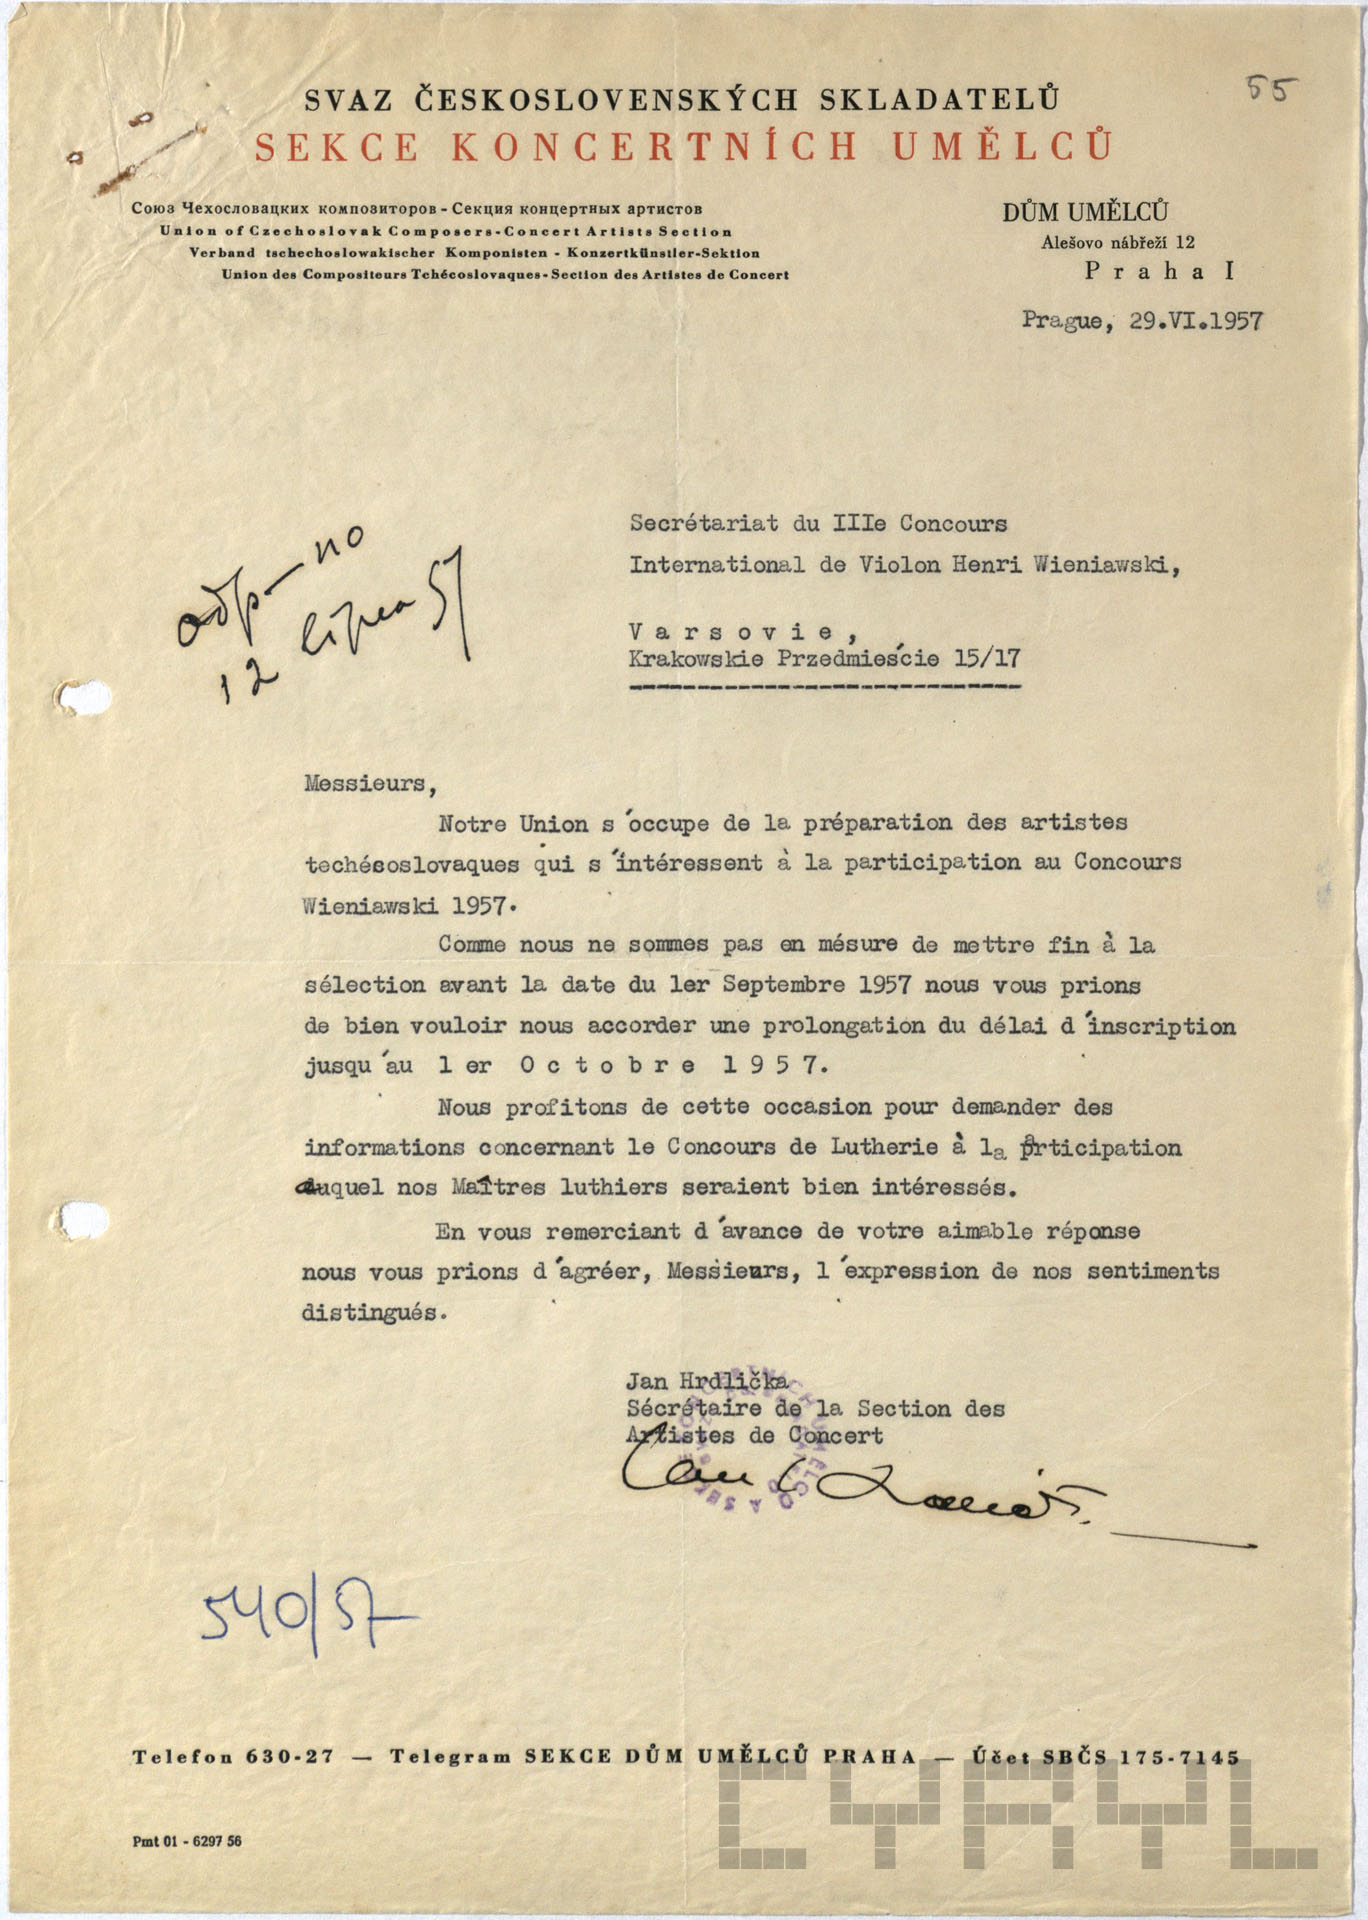 55
SVAZ ČESKOSLOVENSKÝCH SKLADATELŮ
SEKCE KONCERTNÍCH UMĚLCŮ
Союз Чехословацких композиторов - Секция концертных артистов
Union of Czechoslovak Composers - Concert Artists Section
Verband tschechoslowakischer Komponisten - Konzertkünstler-Sektion
Union des Compositeurs Tchécoslovaques - Section des Artistes de Concert
DŮM UMĚLCŮ
Alešovo nábřeží 12
Praha I
Prague, 29.VI.1957
Secrétariat du IIIe Concours
International de Violon Henri Wieniawski,
Varsovie,
Krakowskie Przedmieście 15/17
odp-no
12 lipca 57
Messieurs,
Notre Union s´occupe de la préparation des artistes
techécoslovaques qui s´intéressent à la participation au Concours
Wieniawski 1957.
Comme nous ne sommes pas en mésure de mettre fin à la
sélection avant la date du 1er Septembre 1957 nous vous prions
de bien vouloir nous accorder une prolongation du délai d´inscription
jusqu´au 1er Octobre 1957.
Nous profitons de cette occasion pour demander des
informations concernant le Concours de Lutherie à la participation
auquel nos Maîtres luthiers seraient bien intéressés.
En vous remerciant d´avance de votre aimable réponse
nous vous prions d´agréer, Messieurs, l´expression de nos sentiments
distingués.
Jan Hrdlička
Sécrétaire de la Section des
Artistes de Concert
540/57
Telefon 630-27 — Telegram SEKCE DŮM UMĚLCŮ PRAHA — Účet SBČS 175-7145
CYRYL
Pmt 01 - 6297 56